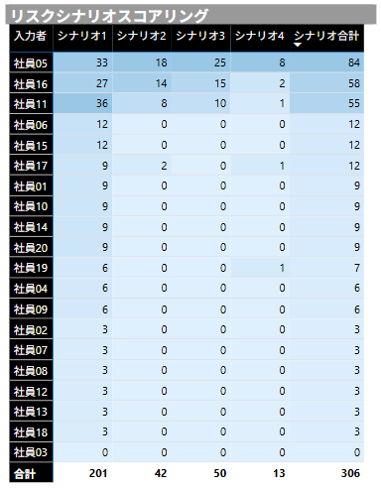 リスクシナリオスコアリング
入力者 シナリオ1 シナリオ2 シナリオ3 シナリオ4 シナリオ合計
社員05 33 18 25 8 84
社員16 27 14 15 2 58
社員11 36 8 10 1 55
社員06 12 0 0 0 12
社員15 12 0 0 0 12
社員17 9 2 0 1 12
社員01 9 0 0 0 9
社員10 9 0 0 0 9
社員14 9 0 0 0 9
社員20 9 0 0 0 9
社員19 6 0 0 1 7
社員04 6 0 0 0 6
社員09 6 0 0 0 6
社員02 3 0 0 0 3
社員07 3 0 0 0 3
社員08 3 0 0 0 3
社員12 3 0 0 0 3
社員13 3 0 0 0 3
社員18 3 0 0 0 3
社員03 0 0 0 0 0
合計 201 42 50 13 306